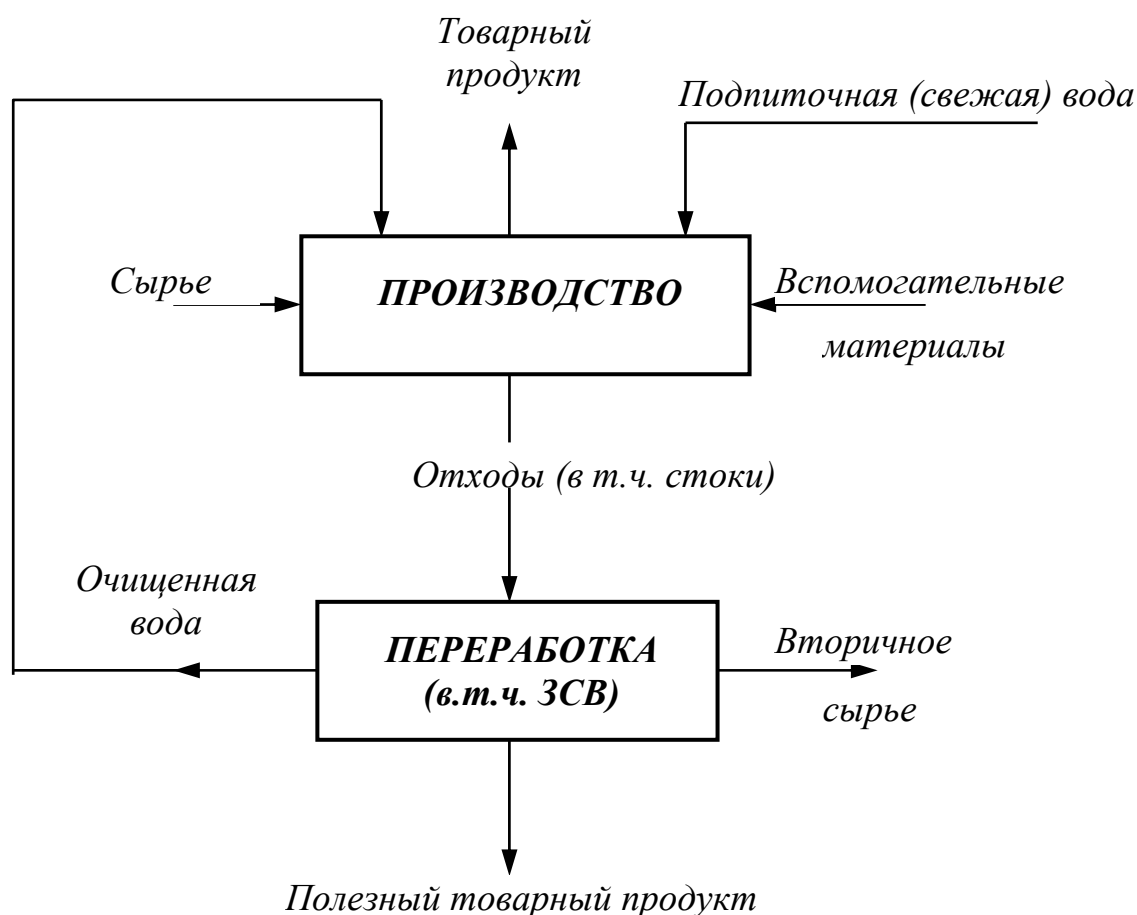 Товарный
продукт
Подпиточная (свежая) вода
Сырье
ПРОИЗВОДСТВО
Вспомогательные
материалы
Отходы (в т.ч. стоки)
Очищенная
вода
ПЕРЕРАБОТКА
(в.т.ч. ЗСВ)
Вторичное
сырье
Полезный товарный продукт